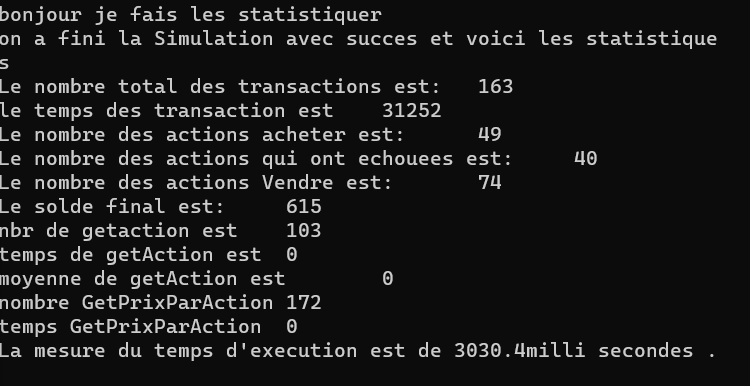 bonjour je fais les statistiquer
on a fini la Simulation avec succes et voici les statistique
s
Le nombre total des transactions est:   163
le temps des transaction est    31252
Le nombre des actions acheter est:      49
Le nombre des actions qui ont echouees est:     40
Le nombre des actions Vendre est:       74
Le solde final est:     615
nbr de getaction est    103
temps de getAction est  0
moyenne de getAction est        0
nombre GetPrixParAction 172
temps GetPrixParAction  0
La mesure du temps d'execution est de 3030.4milli secondes .